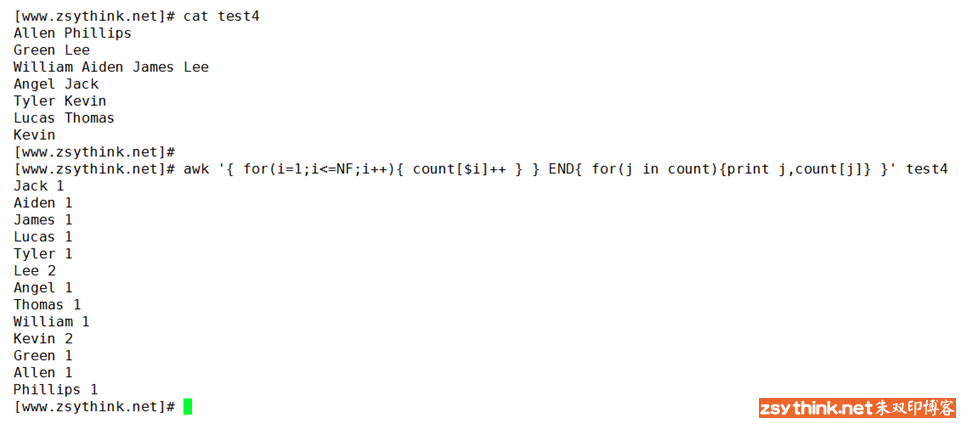 [www.zsythink.net]# cat test4
Allen Phillips
Green Lee
William Aiden James Lee
Angel Jack
Tyler Kevin
Lucas Thomas
Kevin
[www.zsythink.net]#
[www.zsythink.net]# awk '{ for(i=1;i<=NF;i++){ count[$i]++ } } END{ for(j in count){print j,count[j]} }' test4
Jack 1
Aiden 1
James 1
Lucas 1
Tyler 1
Lee 2
Angel 1
Thomas 1
William 1
Kevin 2
Green 1
Allen 1
Phillips 1
[www.zsythink.net]#
zsythink.net朱双印博客